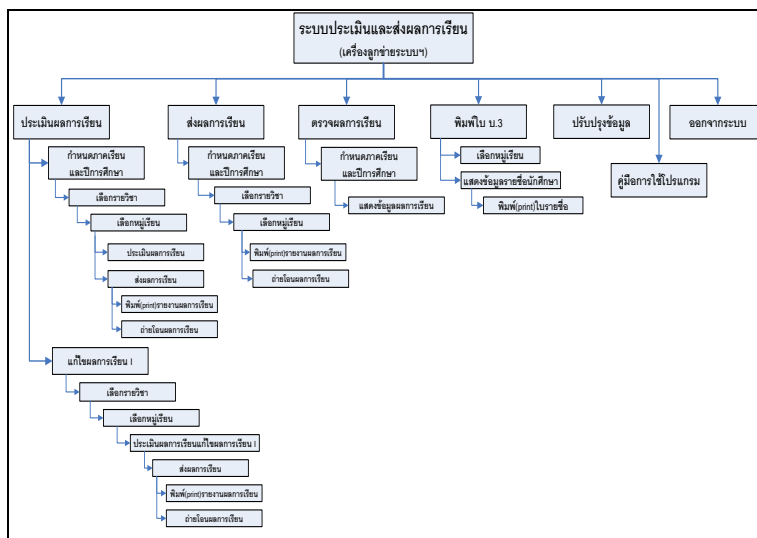 ระบบประเมินและส่งผลการเรียน
(เครื่องลูกข่ายระบบฯ)
ประเมินผลการเรียน
ส่งผลการเรียน
ตรวจผลการเรียน
พิมพ์ใบ บ.3
ปรับปรุงข้อมูล
ออกจากระบบ
กำหนดภาคเรียน
และปีการศึกษา
เลือกรายวิชา
เลือกหมู่เรียน
ประเมินผลการเรียน
ส่งผลการเรียน
พิมพ์(print)รายงานผลการเรียน
ถ่ายโอนผลการเรียน
แก้ไขผลการเรียน I
เลือกรายวิชา
เลือกหมู่เรียน
ประเมินผลการเรียนแก้ไขผลการเรียน I
ส่งผลการเรียน
พิมพ์(print)รายงานผลการเรียน
ถ่ายโอนผลการเรียน
กำหนดภาคเรียน
และปีการศึกษา
เลือกรายวิชา
เลือกหมู่เรียน
พิมพ์(print)รายงานผลการเรียน
ถ่ายโอนผลการเรียน
กำหนดภาคเรียน
และปีการศึกษา
แสดงข้อมูลผลการเรียน
เลือกหมู่เรียน
แสดงข้อมูลรายชื่อนักศึกษา
พิมพ์(print)ใบรายชื่อ
คู่มือการใช้โปรแกรม